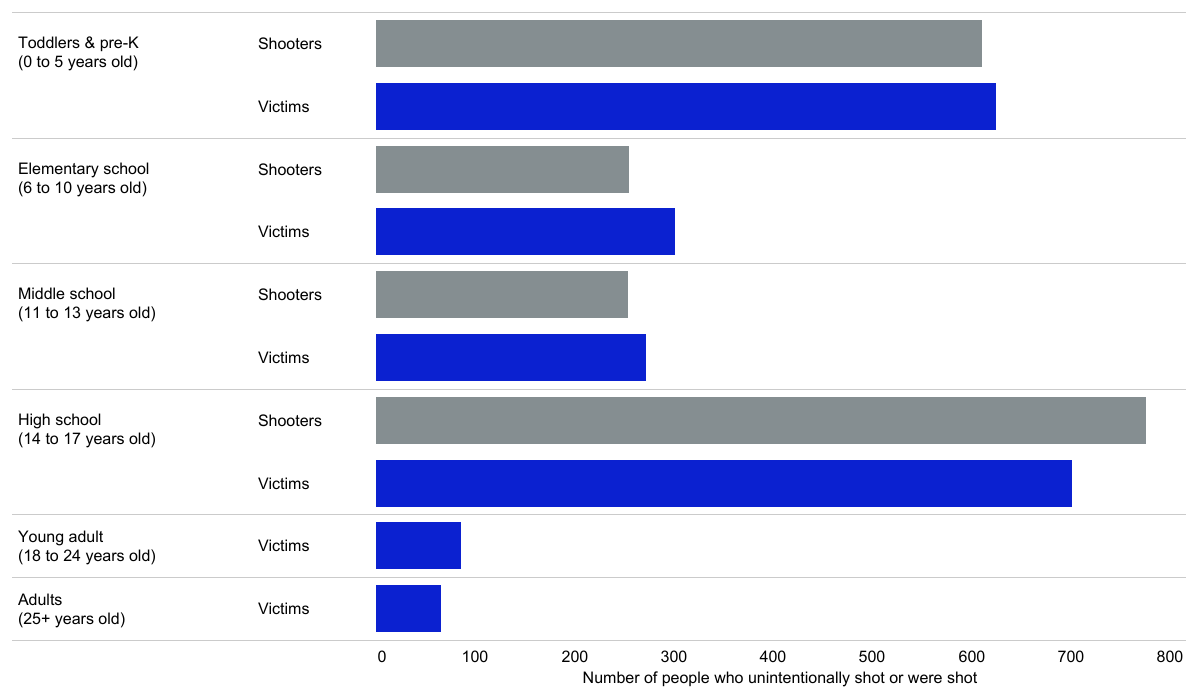 Toddlers & pre-K
(0 to 5 years old)
Shooters
Victims
Elementary school
(6 to 10 years old)
Shooters
Victims
Middle school
(11 to 13 years old)
Shooters
Victims
High school
(14 to 17 years old)
Shooters
Victims
Young adult
(18 to 24 years old)
Victims
Adults
(25+ years old)
Victims
0 100 200 300 400 500 600 700 800
Number of people who unintentionally shot or were shot